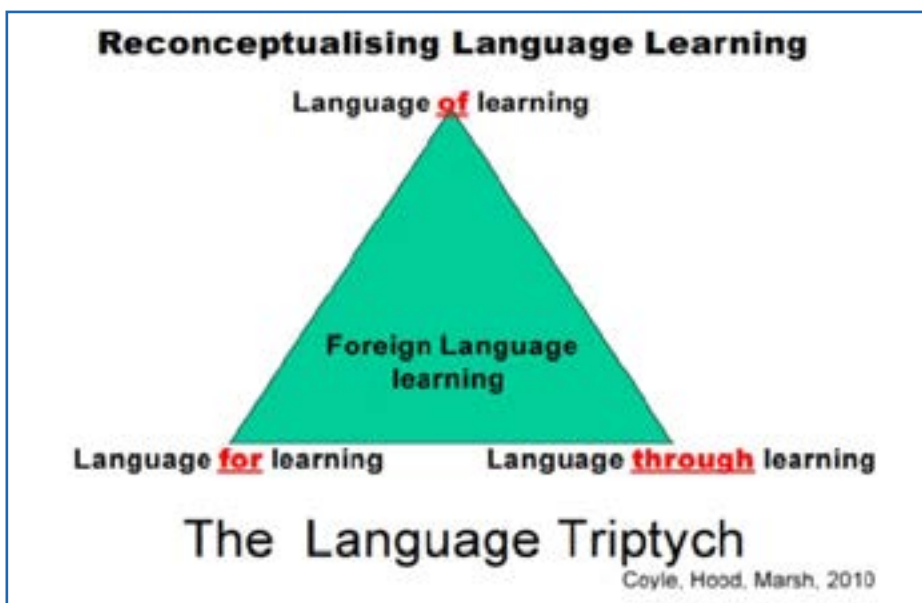 Reconceptualising Language Learning
Language of learning
Foreign Language
learning
Language for learning
Language through learning
The Language Triptych
Coyle, Hood, Marsh, 2010